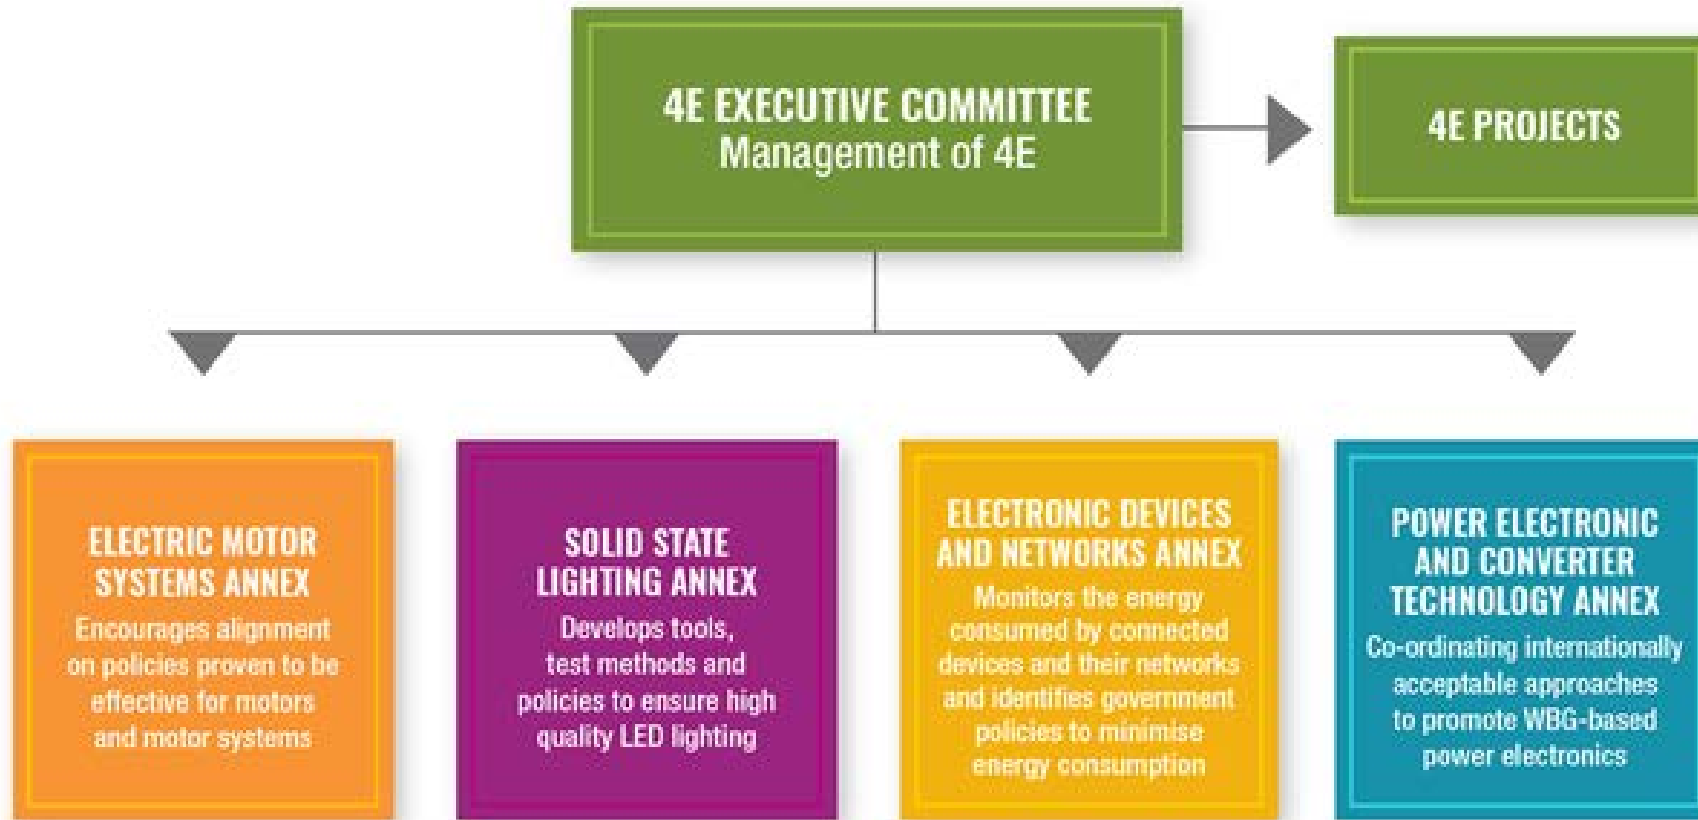 4E EXECUTIVE COMMITTEE
Management of 4E
4E PROJECTS
ELECTRIC MOTOR
SYSTEMS ANNEX
Encourages alignment
on policies proven to be
effective for motors
and motor systems
SOLID STATE
LIGHTING ANNEX
Develops tools,
test methods and
policies to ensure high
quality LED lighting
ELECTRONIC DEVICES
AND NETWORKS ANNEX
Monitors the energy
consumed by connected
devices and their networks
and identifies government
policies to minimise
energy consumption
POWER ELECTRONIC
AND CONVERTER
TECHNOLOGY ANNEX
Co-ordinating internationally
acceptable approaches
to promote WBG-based
power electronics